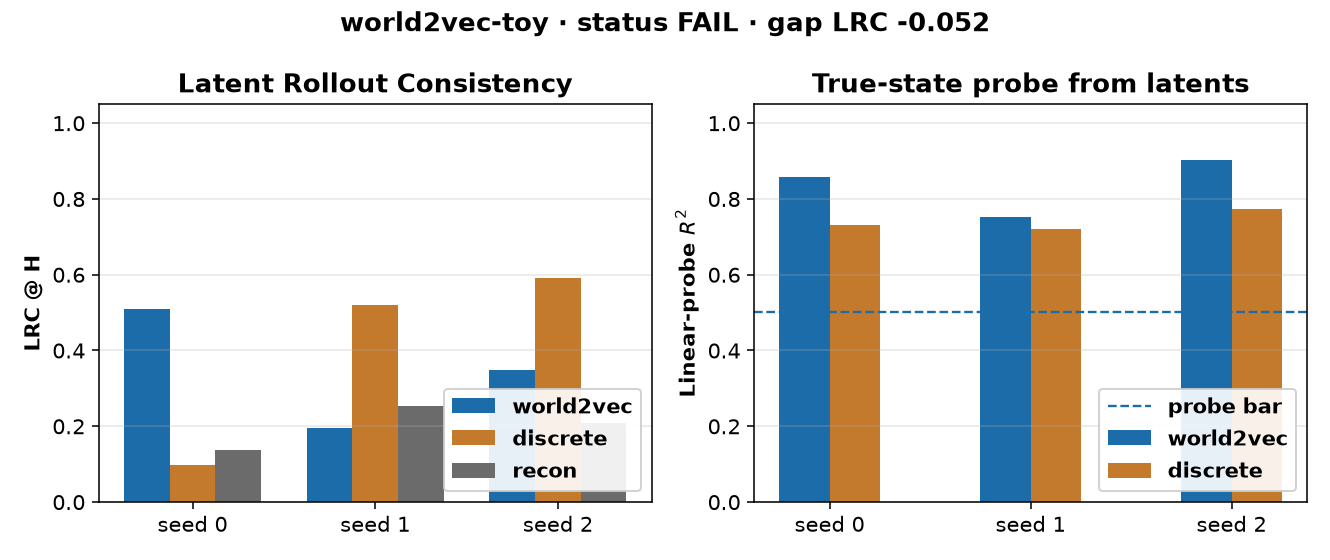 world2vec-toy · status FAIL · gap LRC -0.052
Latent Rollout Consistency
LRC @ H
1.0
0.8
0.6
0.4
0.2
0.0
seed 0
seed 1
seed 2
world2vec
discrete
recon
True-state probe from latents
Linear-probe R²
1.0
0.8
0.6
0.4
0.2
0.0
seed 0
seed 1
seed 2
probe bar
world2vec
discrete